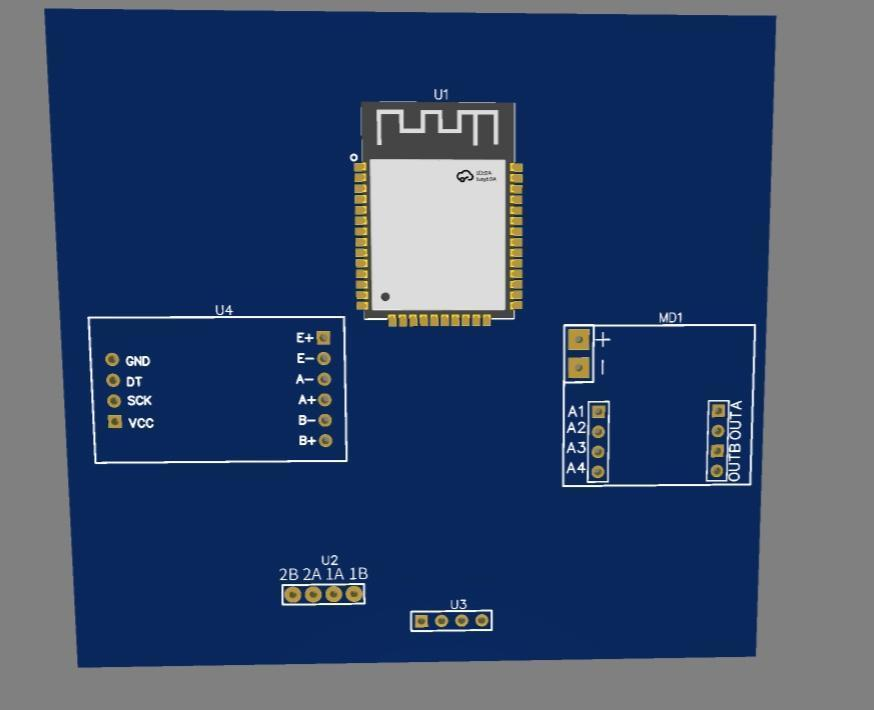 U1
U4
E+
E-
A-
A+
B-
B+
GND
DT
SCK
VCC
MD1
+
-
A1
A2
A3
A4
OUTA
OUTB
U2
2B 2A 1A 1B
U3